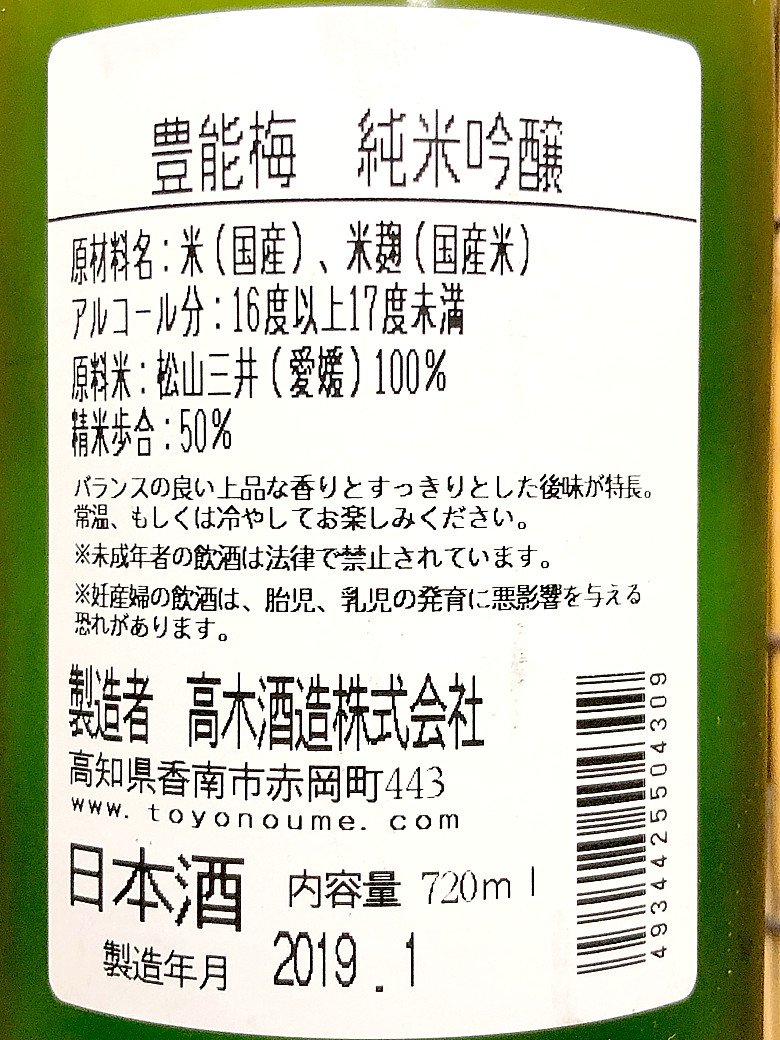 豊能梅　純米吟醸
原材料名：米（国産）、米麹（国産米）
アルコール分：16度以上17度未満
原料米：松山三井（愛媛）100%
精米歩合：50%
バランスの良い上品な香りとすっきりとした後味が特長。
常温、もしくは冷やしてお楽しみください。
※未成年者の飲酒は法律で禁止されています。
※妊産婦の飲酒は、胎児、乳児の発育に悪影響を与える
恐れがあります。
製造者　高木酒造株式会社
高知県香南市赤岡町443
www.toyonoume.com
日本酒　内容量 720ml
製造年月 2019.1
4934425504309